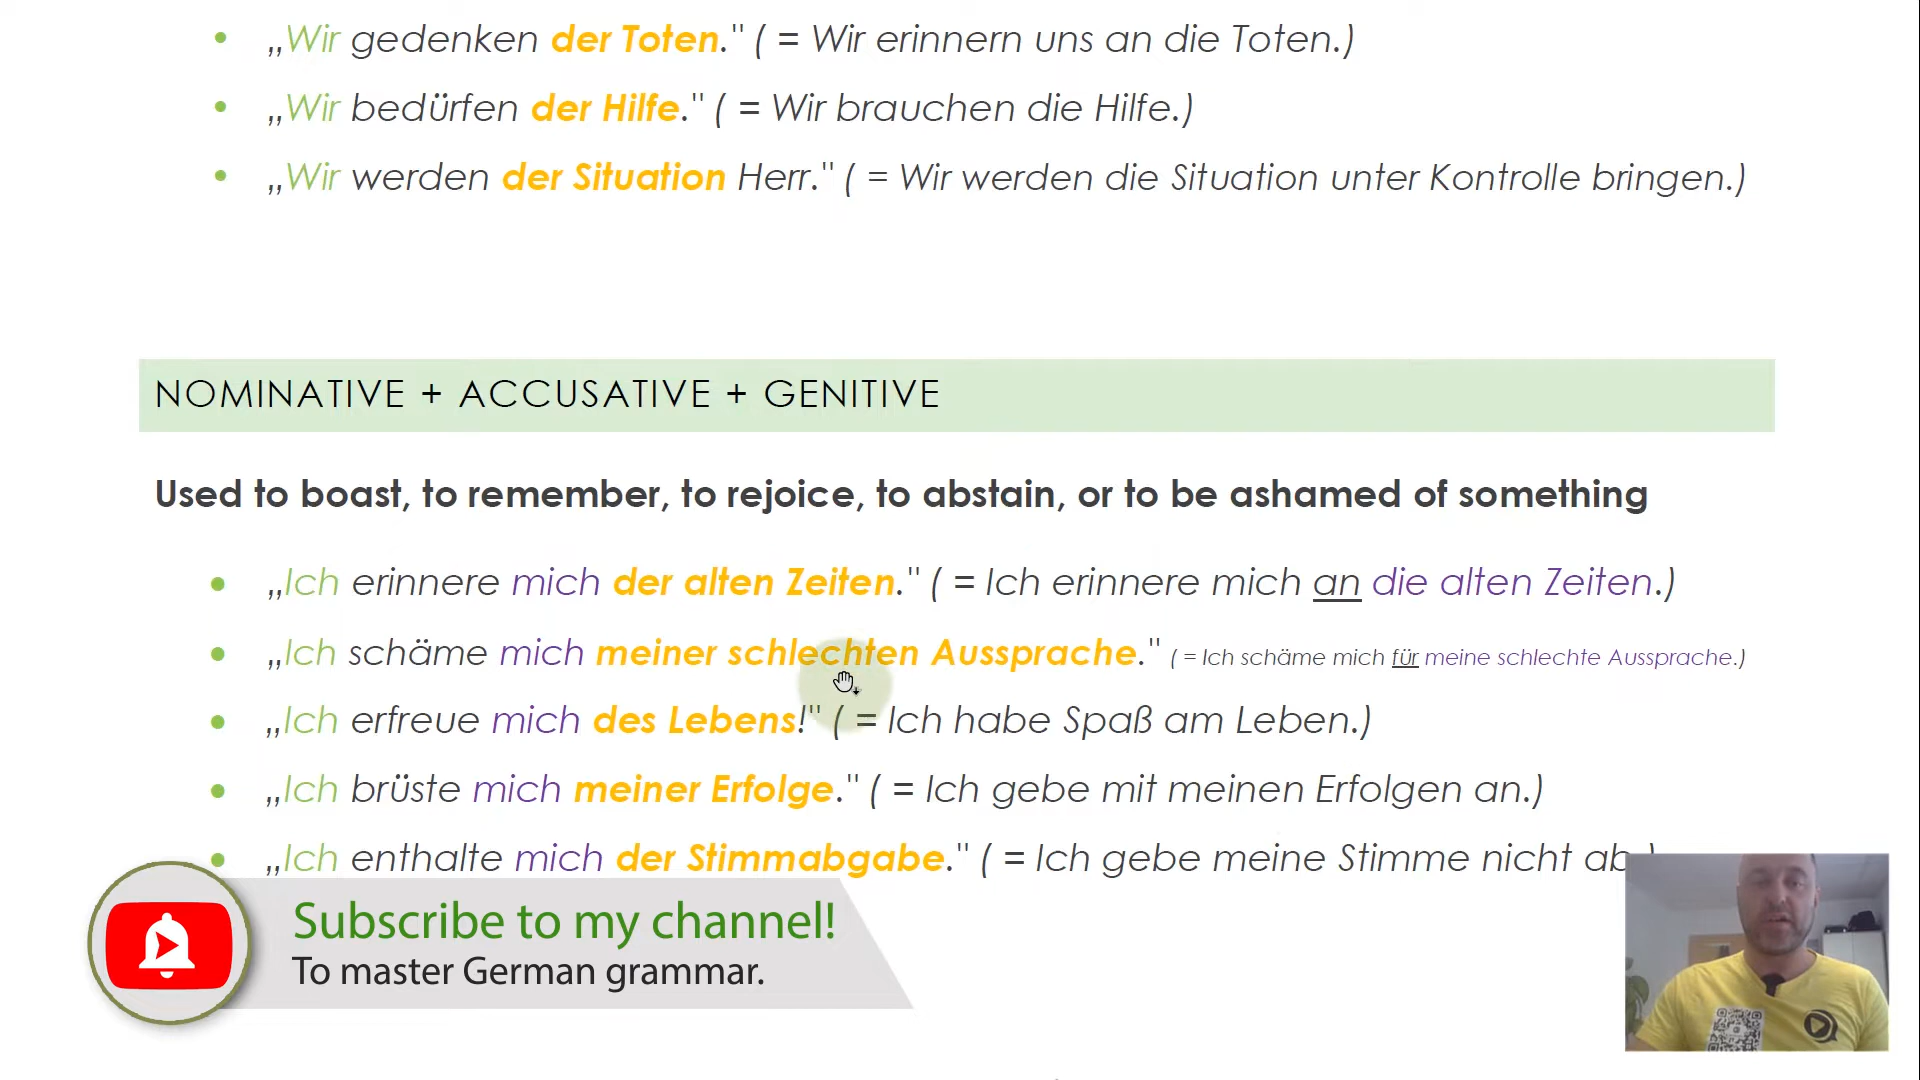 „Wir gedenken der Toten." ( = Wir erinnern uns an die Toten.)
„Wir bedürfen der Hilfe." ( = Wir brauchen die Hilfe.)
„Wir werden der Situation Herr." ( = Wir werden die Situation unter Kontrolle bringen.)
NOMINATIVE + ACCUSATIVE + GENITIVE
Used to boast, to remember, to rejoice, to abstain, or to be ashamed of something
„Ich erinnere mich der alten Zeiten." ( = Ich erinnere mich an die alten Zeiten.)
„Ich schäme mich meiner schlechten Aussprache." ( = Ich schäme mich für meine schlechte Aussprache.)
„Ich erfreue mich des Lebens!" ( = Ich habe Spaß am Leben.)
„Ich brüste mich meiner Erfolge." ( = Ich gebe mit meinen Erfolgen an.)
„Ich enthalte mich der Stimmabgabe." ( = Ich gebe meine Stimme nicht ab.)
Subscribe to my channel!
To master German grammar.